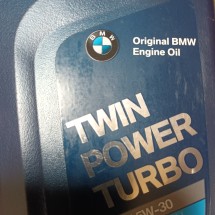 BMW
Original BMW
Engine Oil
TWIN
POWER
TURBO
5W-30